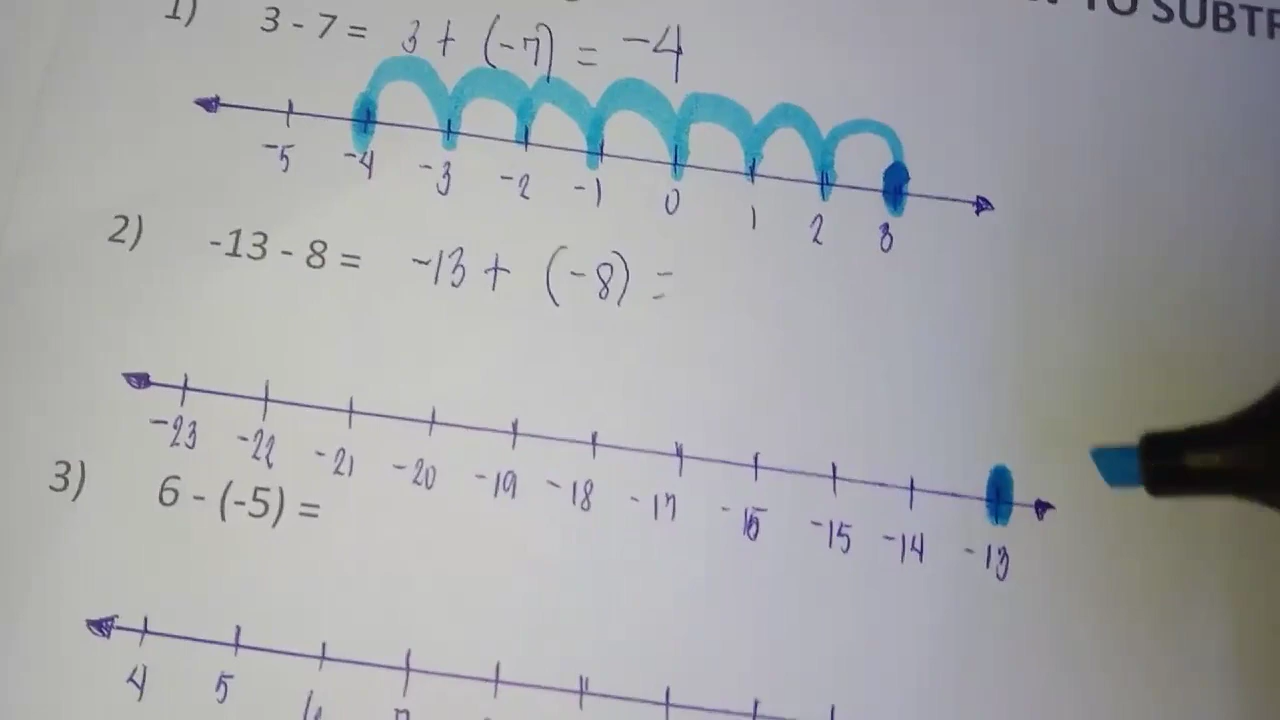 TO SUBTR
1) 3 - 7 = 3 + (-7) = -4
-5 -4 -3 -2 -1 0 1 2 3
2) -13 - 8 = -13 + (-8) =
-23 -22 -21 -20 -19 -18 -17 -16 -15 -14 -13
3) 6 - (-5) =
4 5